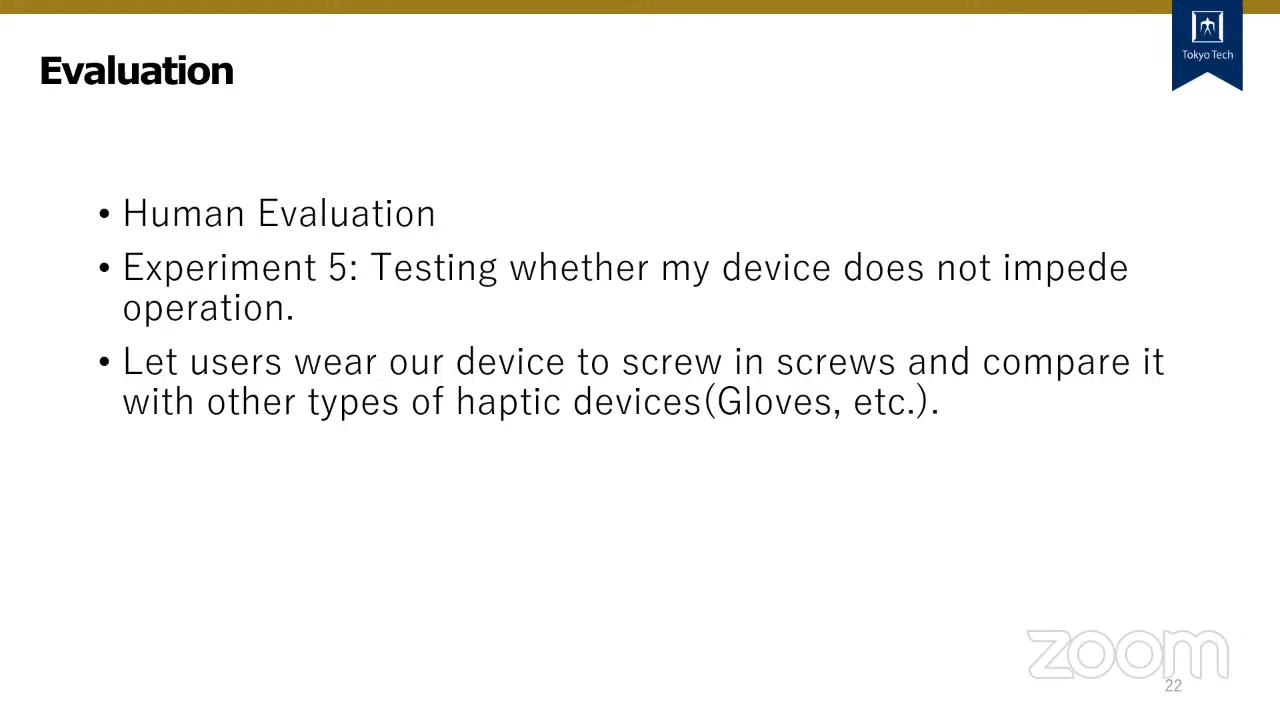 Tokyo Tech
Evaluation
• Human Evaluation
• Experiment 5: Testing whether my device does not impede
operation.
• Let users wear our device to screw in screws and compare it
with other types of haptic devices(Gloves, etc.).
zoom
22